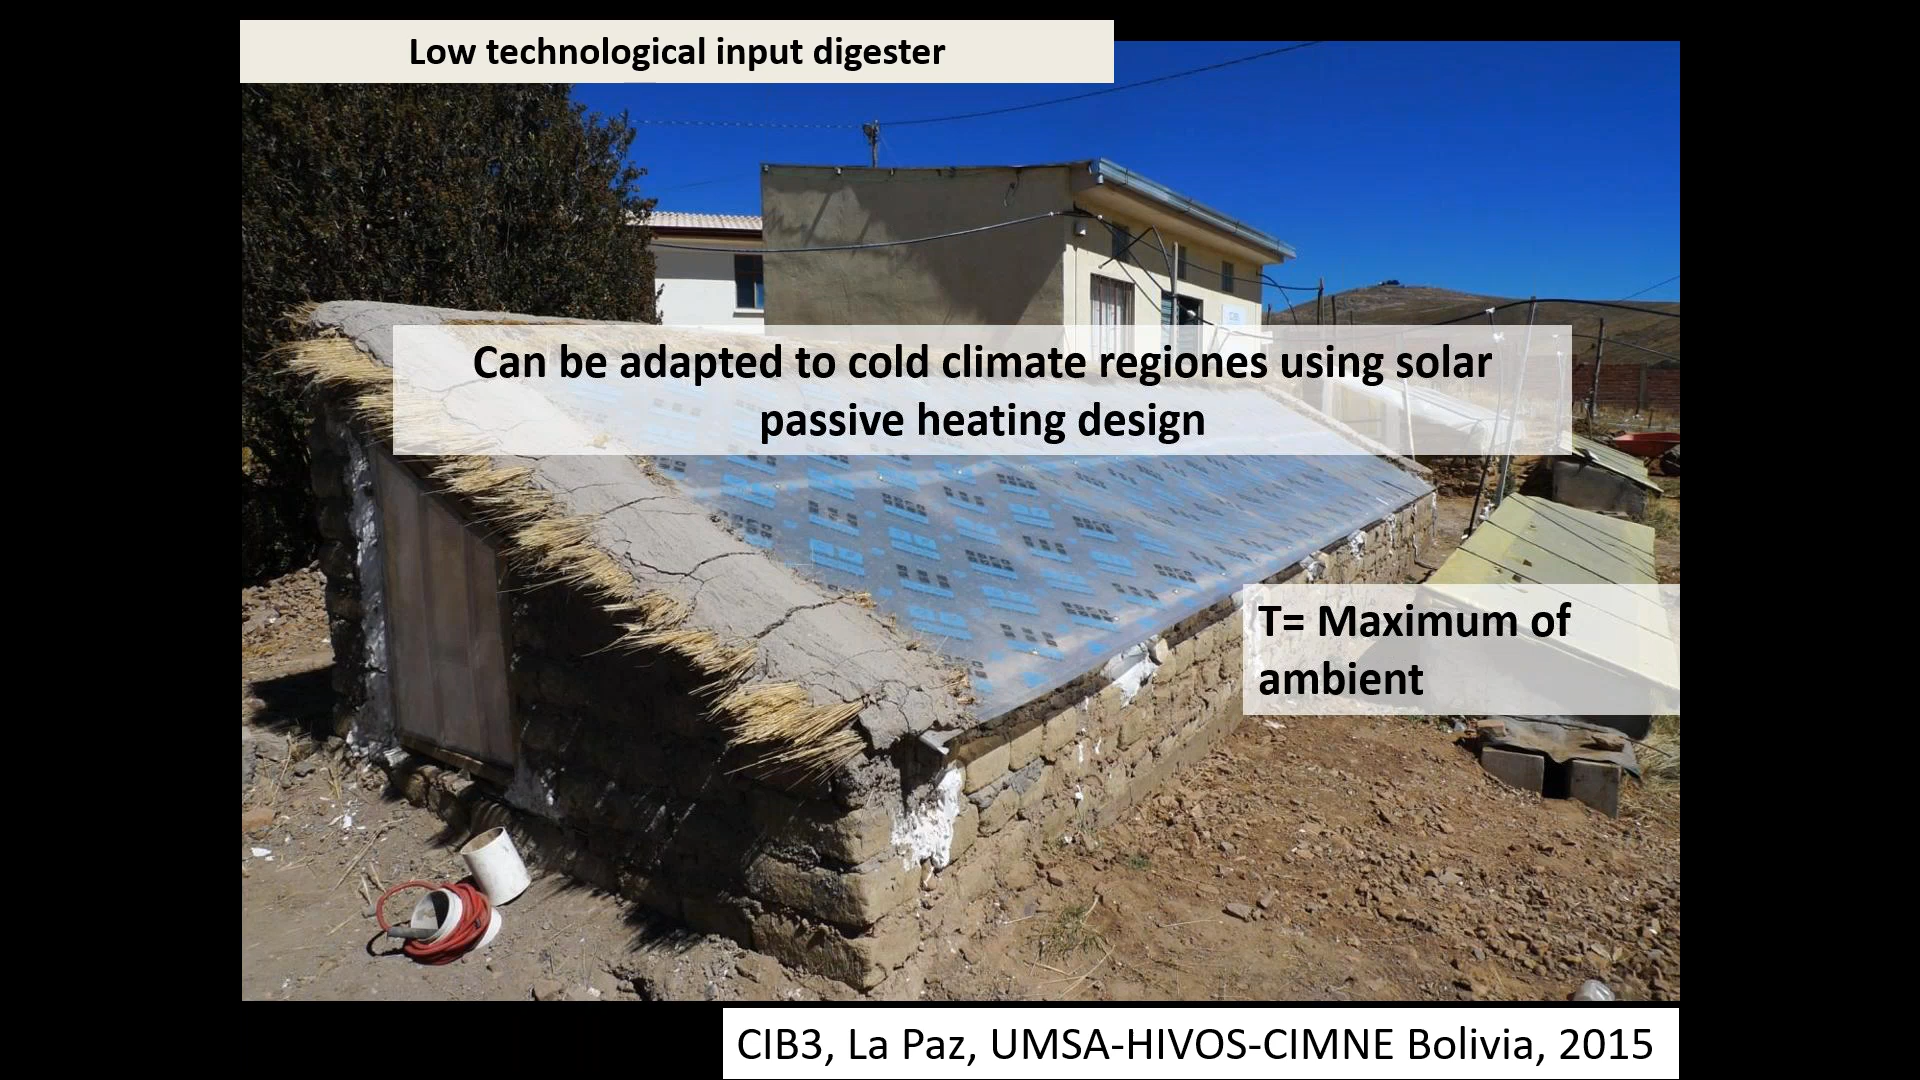 Low technological input digester
Can be adapted to cold climate regiones using solar
passive heating design
T= Maximum of
ambient
CIB3, La Paz, UMSA-HIVOS-CIMNE Bolivia, 2015